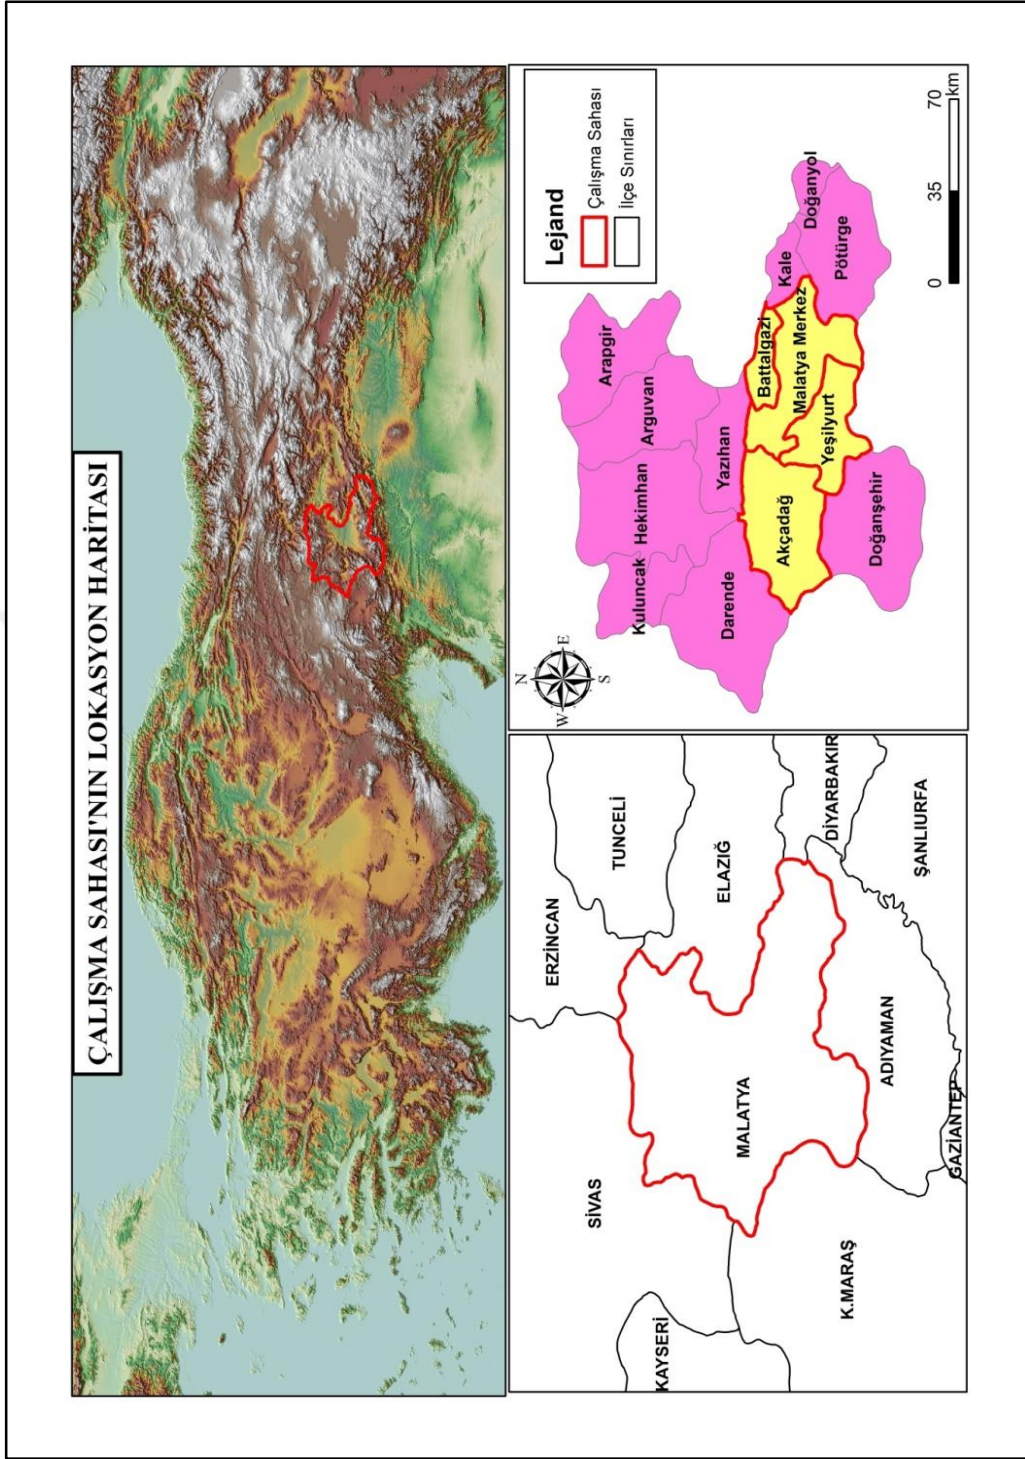 ÇALIŞMA SAHASI'NIN LOKASYON HARİTASI
SİVAS
ERZİNCAN
TUNCELİ
KAYSERİ
MALATYA
ELAZIĞ
K.MARAŞ
ADIYAMAN
DİYARBAKIR
ŞANLIURFA
GAZİANTEP
N
W
E
S
Lejand
Çalışma Sahası
İlçe Sınırları
Kuluncak
Hekimhan
Arguvan
Arapgir
Darende
Yazıhan
Akçadağ
Battalgazi
Malatya Merkez
Yeşilyurt
Kale
Doğanyol
Pötürge
Doğanşehir
0 35 70
km